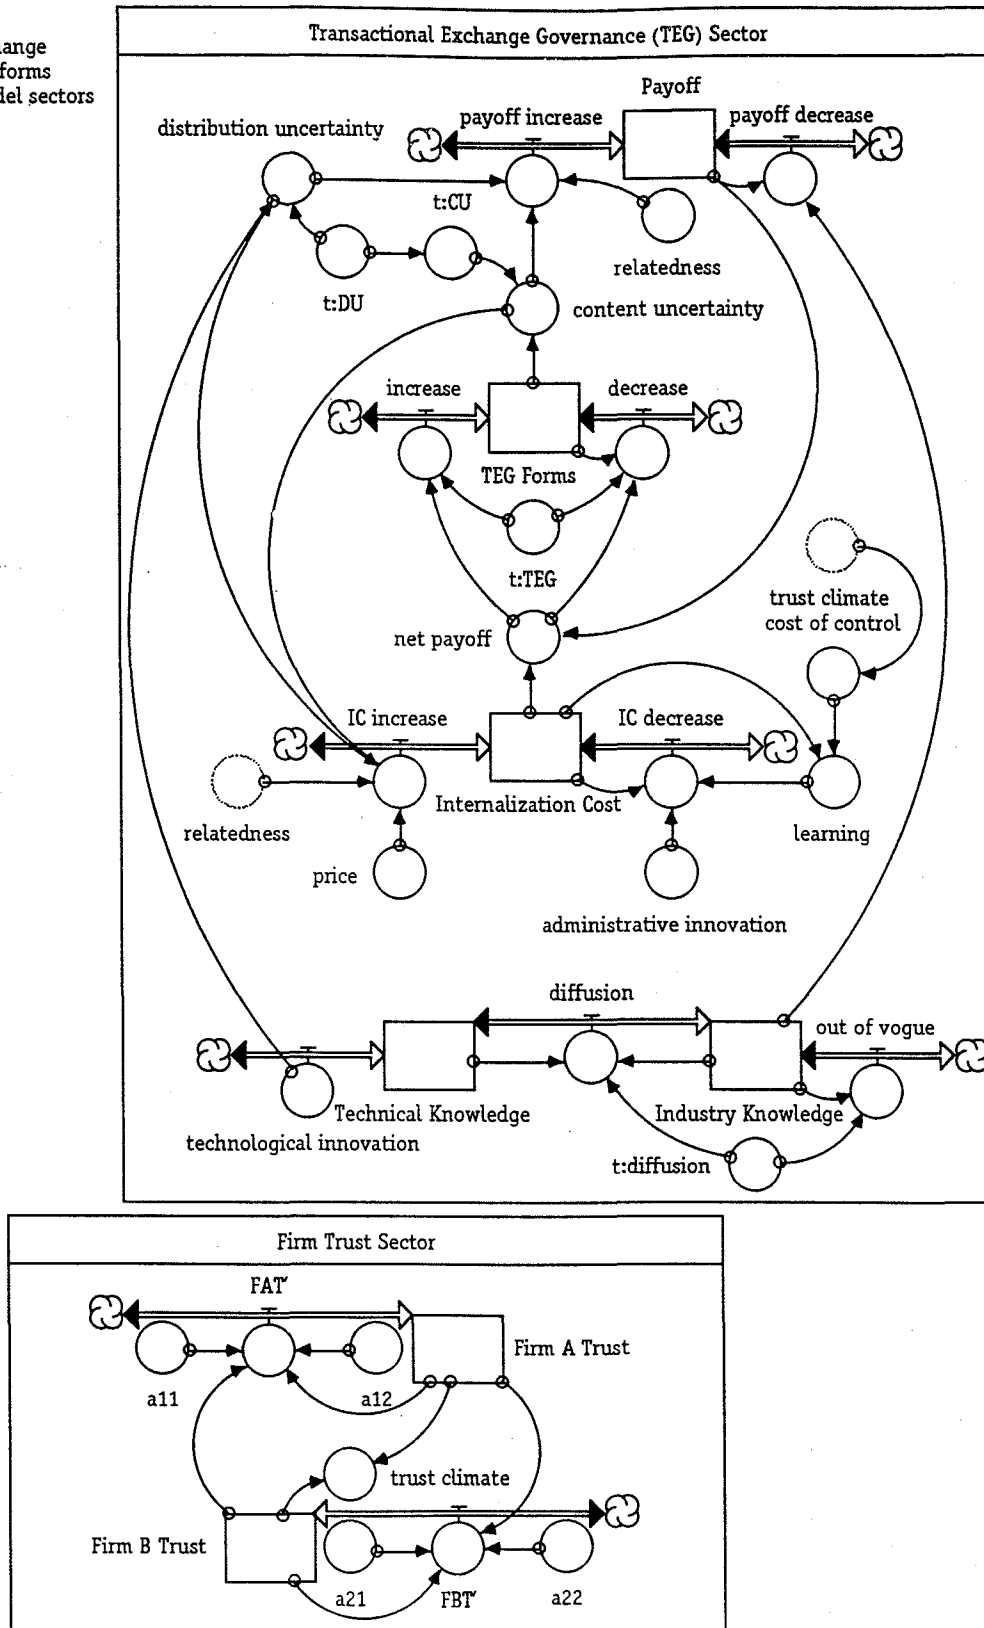 ange
forms
del sectors
Transactional Exchange Governance (TEG) Sector
Payoff
payoff increase
payoff decrease
distribution uncertainty
t:CU
relatedness
t:DU
content uncertainty
increase
decrease
TEG Forms
t:TEG
trust climate
cost of control
net payoff
IC increase
IC decrease
Internalization Cost
relatedness
learning
price
administrative innovation
diffusion
out of vogue
Technical Knowledge
Industry Knowledge
technological innovation
t:diffusion
Firm Trust Sector
FAT'
Firm A Trust
a11
a12
trust climate
Firm B Trust
a21
FBT'
a22